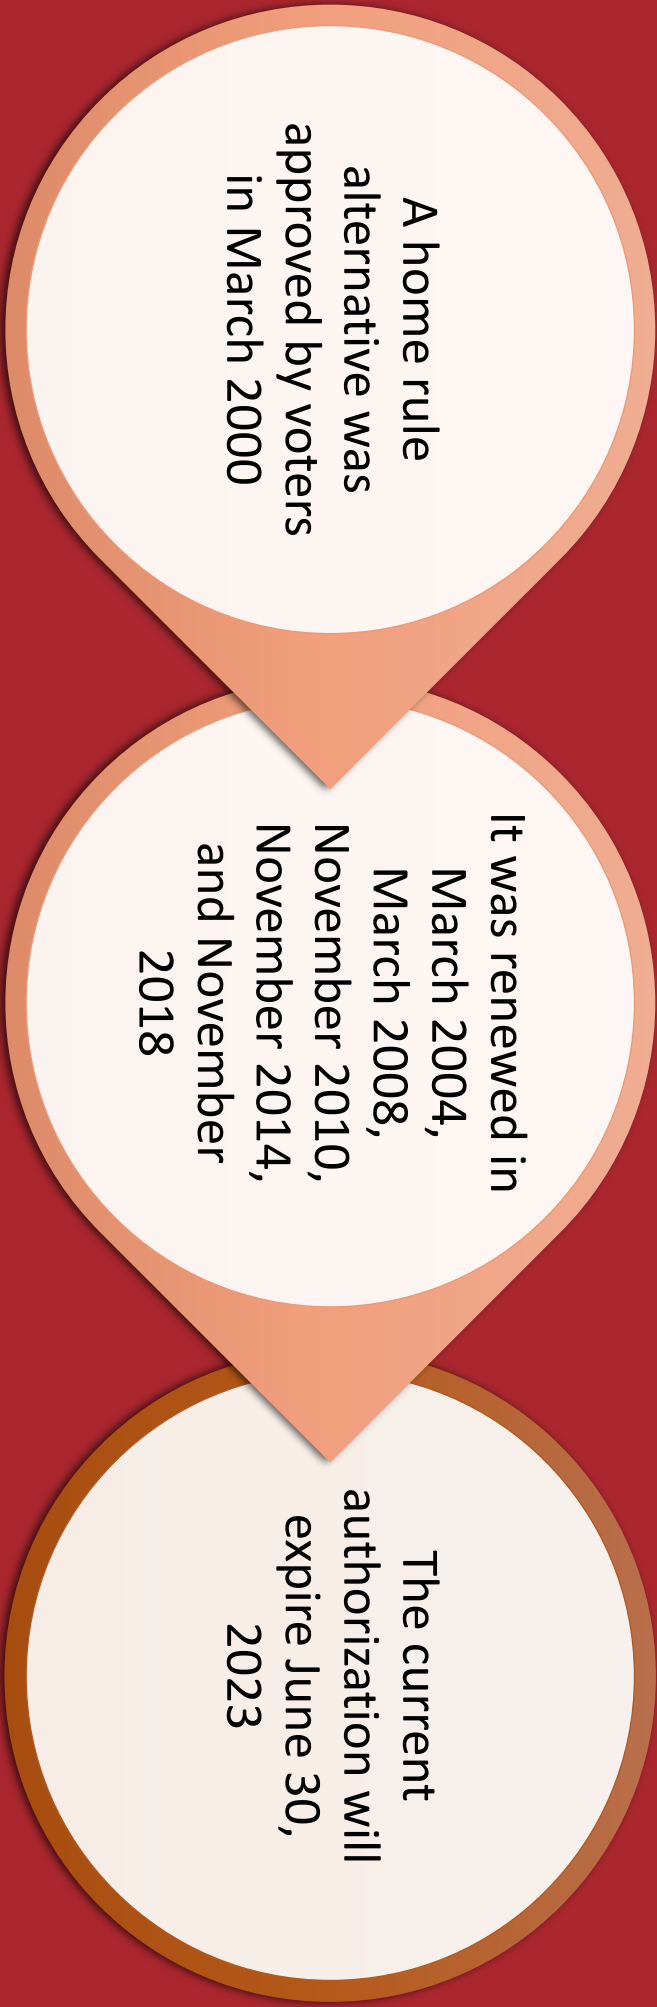 A home rule
alternative was
approved by voters
in March 2000
It was renewed in
March 2004,
March 2008,
November 2010,
November 2014,
and November
2018
The current
authorization will
expire June 30,
2023